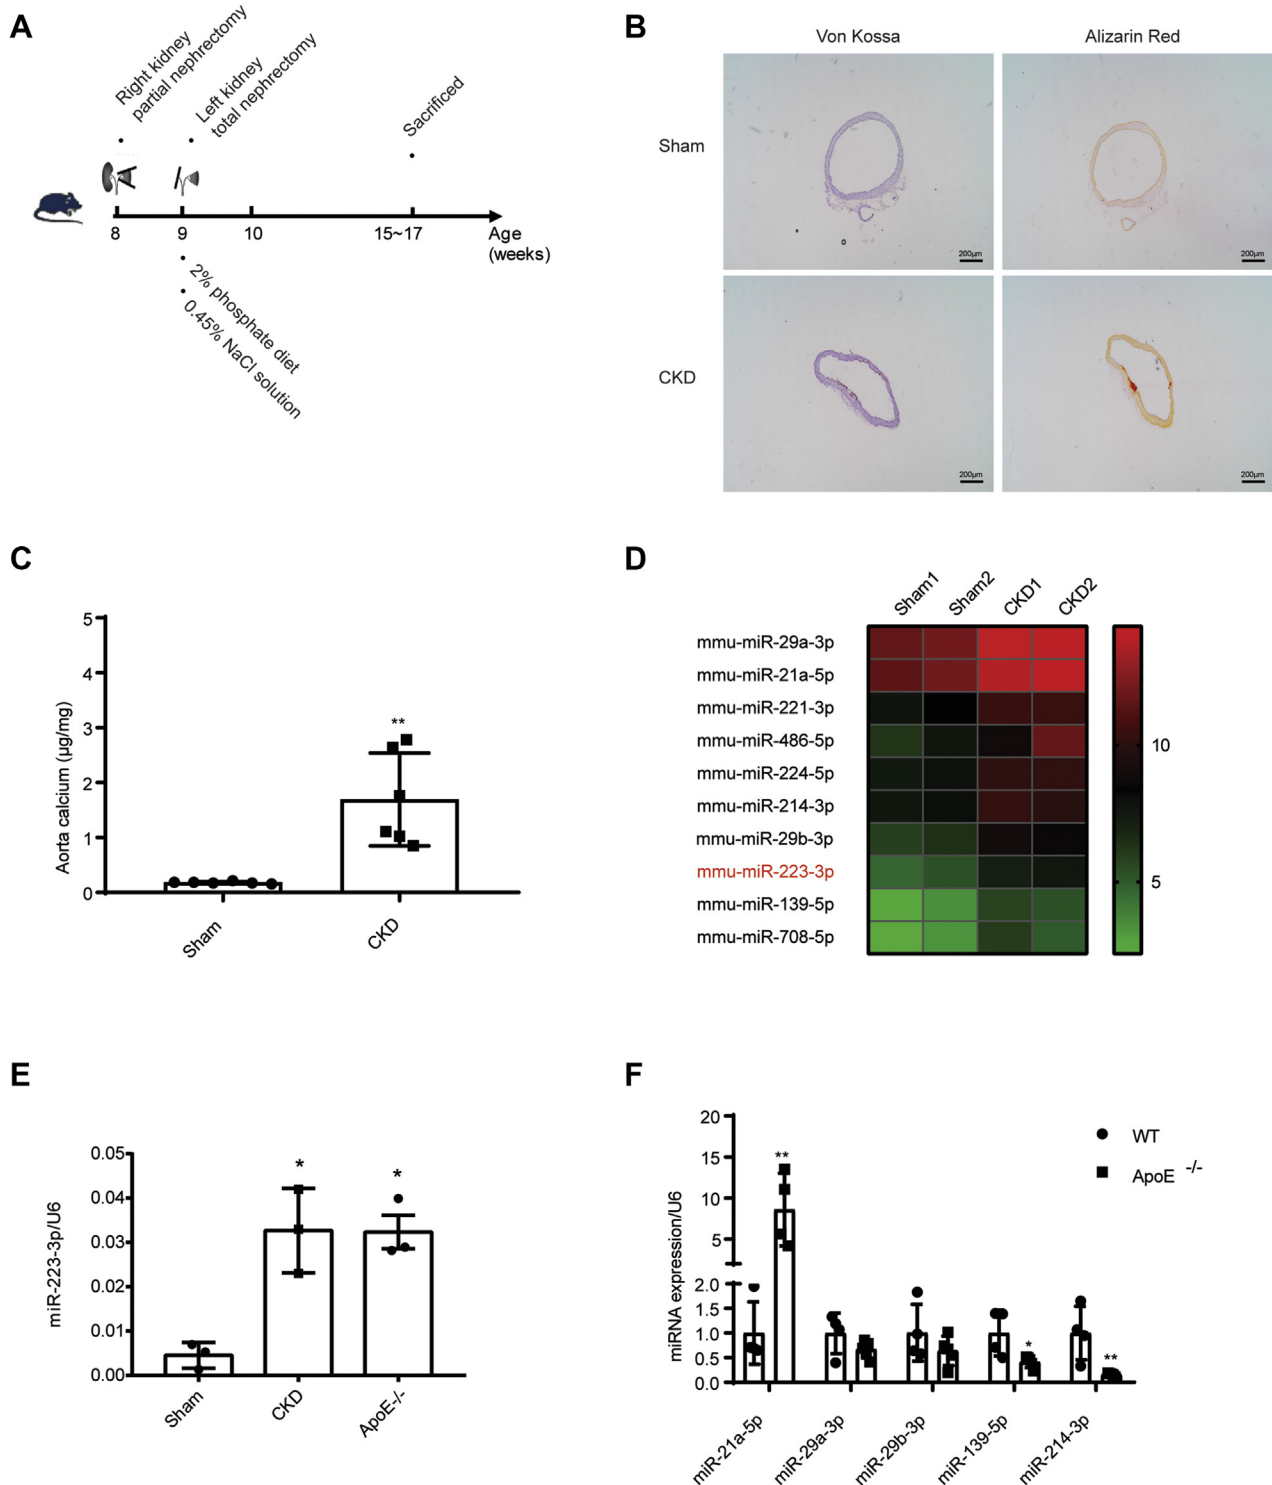 A
Right kidney
partial nephrectomy
Left kidney
total nephrectomy
Sacrificed
8
9
10
15~17
Age
(weeks)
2% phosphate diet
0.45% NaCl solution
B
Von Kossa
Alizarin Red
Sham
200μm
200μm
CKD
200μm
200μm
C
Aorta calcium (μg/mg)
5
4
3
2
1
0
**
Sham
CKD
D
Sham1
Sham2
CKD1
CKD2
mmu-miR-29a-3p
mmu-miR-21a-5p
mmu-miR-221-3p
mmu-miR-486-5p
mmu-miR-224-5p
mmu-miR-214-3p
mmu-miR-29b-3p
mmu-miR-223-3p
mmu-miR-139-5p
mmu-miR-708-5p
10
5
E
miR-223-3p/U6
0.05
0.04
0.03
0.02
0.01
0.00
*
*
Sham
CKD
ApoE-/-
F
miRNA expression/U6
20
15
10
5
2.0
1.5
1.0
0.5
0.0
**
*
**
WT
ApoE -/-
miR-21a-5p
miR-29a-3p
miR-29b-3p
miR-139-5p
miR-214-3p